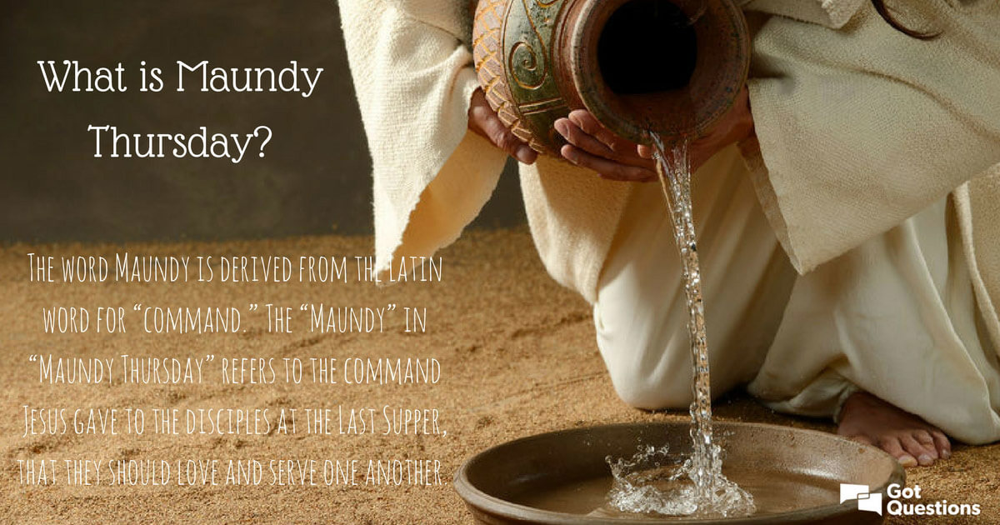 What is Maundy
Thursday?
The word Maundy is derived from the Latin
word for “command.” The “Maundy” in
“Maundy Thursday” refers to the command
Jesus gave to the disciples at the Last Supper,
that they should love and serve one another.
Got
Questions